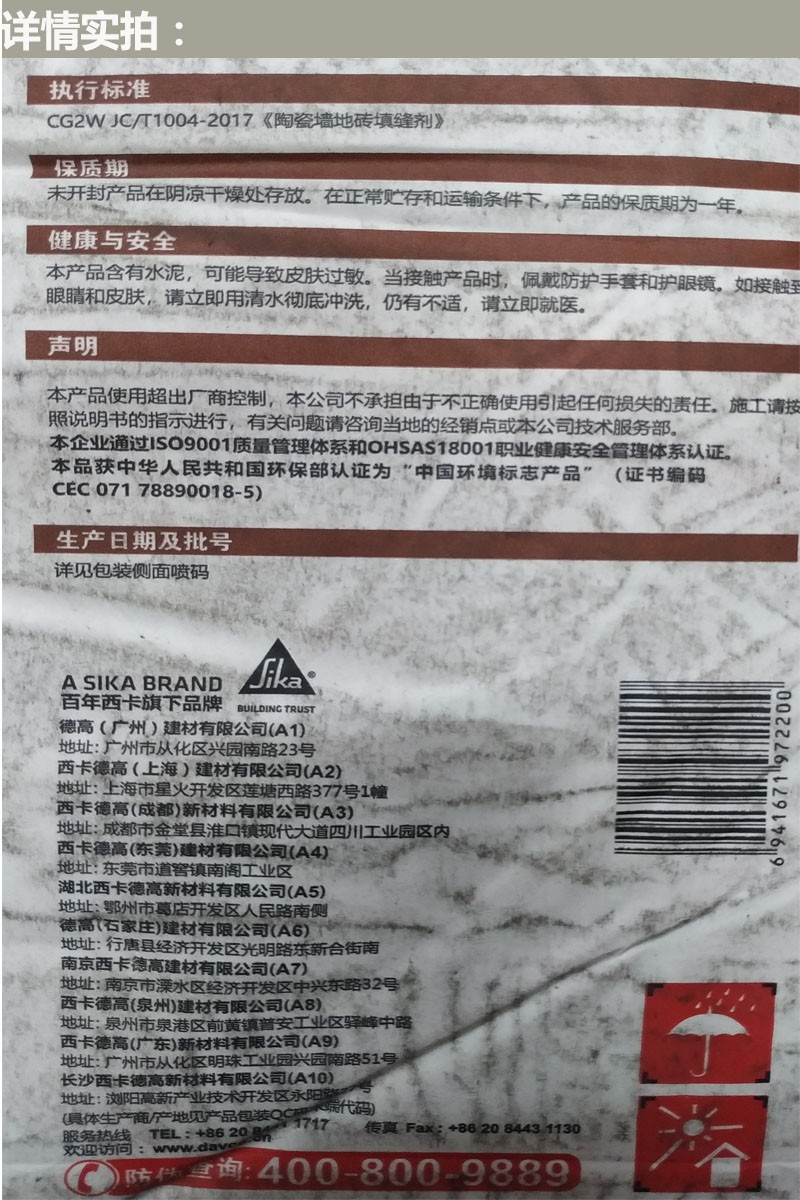 详情实拍：
执行标准
CG2W JC/T1004-2017《陶瓷墙地砖填缝剂》
保质期
未开封产品在阴凉干燥处存放。在正常贮存和运输条件下，产品的保质期为一年。
健康与安全
本产品含有水泥，可能导致皮肤过敏。当接触产品时，佩戴防护手套和护眼镜。如接触到
眼睛和皮肤，请立即用清水彻底冲洗，仍有不适，请立即就医。
声明
本产品使用超出厂商控制，本公司不承担由于不正确使用引起任何损失的责任。施工请按
照说明书的指示进行，有关问题请咨询当地的经销点或本公司技术服务部。
本企业通过ISO9001质量管理体系和OHSAS18001职业健康安全管理体系认证。
本品获中华人民共和国环保部认证为“中国环境标志产品”（证书编码
CEC 071 78890018-5)
生产日期及批号
详见包装侧面喷码
A SIKA BRAND
百年西卡旗下品牌
Sika®
BUILDING TRUST
德高（广州）建材有限公司(A1)
地址: 广州市从化区兴园南路23号
西卡德高（上海）建材有限公司(A2)
地址: 上海市星火开发区莲塘西路377号1幢
西卡德高(成都)新材料有限公司(A3)
地址: 成都市金堂县淮口镇现代大道四川工业园区内
西卡德高(东莞)建材有限公司(A4)
地址: 东莞市道窖镇南阁工业区
湖北西卡德高新材料有限公司(A5)
地址: 鄂州市葛店开发区人民路南侧
德高(石家庄)建材有限公司(A6)
地址: 行唐县经济开发区光明路东新合街南
南京西卡德高建材有限公司(A7)
地址: 南京市溧水区经济开发区中兴东路32号
西卡德高(泉州)建材有限公司(A8)
地址: 泉州市泉港区前黄镇普安工业区驿峰中路
西卡德高(广东)新材料有限公司(A9)
地址: 广州市从化区明珠工业园兴园南路51号
长沙西卡德高新材料有限公司(A10)
地址: 浏阳高新产业技术开发区永阳路 号
(具体生产商/产地见产品包装QC 端代码)
服务热线 TEL: +86 20 8 1717 传真 Fax: +86 20 8443 1130
欢迎访问: www.dav
防伪查询: 400-800-9889
6 941671 972200